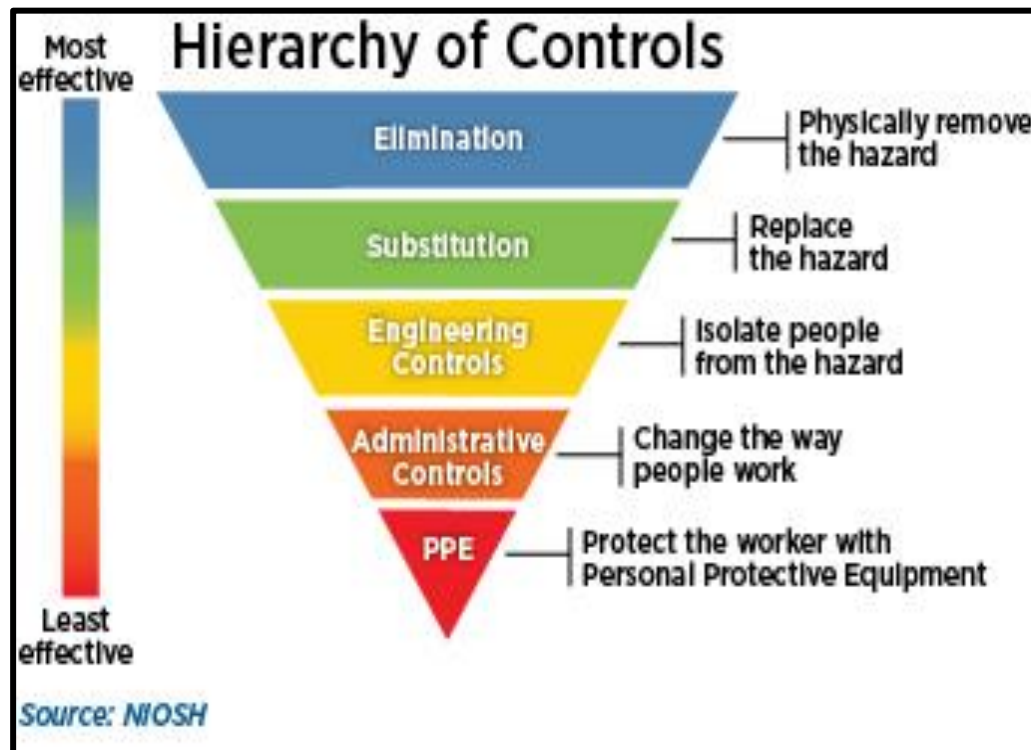 Hierarchy of Controls
Most
effective
Elimination
Physically remove
the hazard
Substitution
Replace
the hazard
Engineering
Controls
Isolate people
from the hazard
Administrative
Controls
Change the way
people work
PPE
Protect the worker with
Personal Protective Equipment
Least
effective
Source: NIOSH